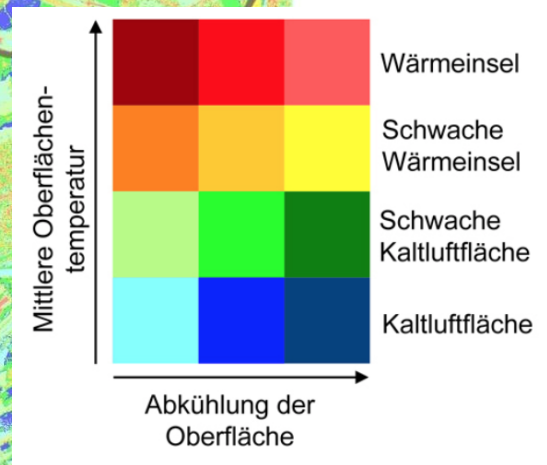 Mittlere Oberflächen-
temperatur
Wärmeinsel
Schwache
Wärmeinsel
Schwache
Kaltluftfläche
Kaltluftfläche
Abkühlung der
Oberfläche